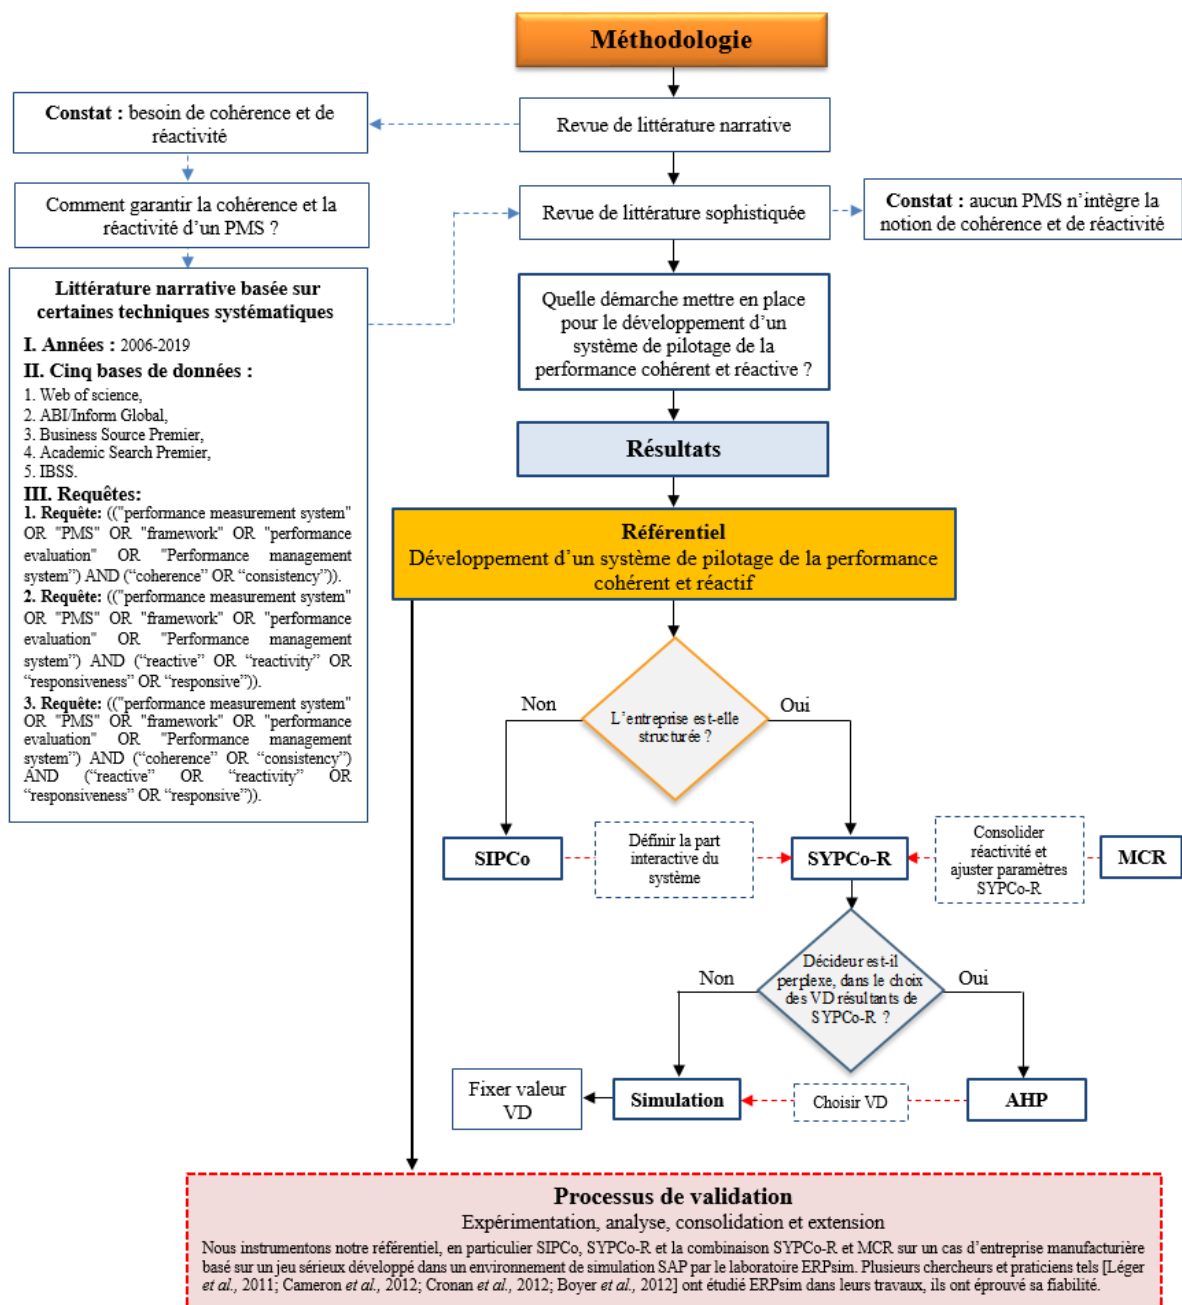 Méthodologie
Revue de littérature narrative
Constat : besoin de cohérence et de
réactivité
Comment garantir la cohérence et la
réactivité d'un PMS ?
Littérature narrative basée sur
certaines techniques systématiques
I. Années : 2006-2019
II. Cinq bases de données :
1. Web of science,
2. ABI/Inform Global,
3. Business Source Premier,
4. Academic Search Premier,
5. IBSS.
III. Requêtes:
1. Requête: (("performance measurement system"
OR "PMS" OR "framework" OR "performance
evaluation" OR "Performance management
system") AND ("coherence" OR "consistency")).
2. Requête: (("performance measurement system"
OR "PMS" OR "framework" OR "performance
evaluation" OR "Performance management
system") AND ("reactive" OR "reactivity" OR
"responsiveness" OR "responsive")).
3. Requête: (("performance measurement system"
OR "PMS" OR "framework" OR "performance
evaluation" OR "Performance management
system") AND ("coherence" OR "consistency")
AND ("reactive" OR "reactivity" OR
"responsiveness" OR "responsive")).
Revue de littérature sophistiquée
Constat : aucun PMS n'intègre la
notion de cohérence et de réactivité
Quelle démarche mettre en place
pour le développement d'un
système de pilotage de la
performance cohérent et réactive ?
Résultats
Référentiel
Développement d'un système de pilotage de la performance
cohérent et réactif
L'entreprise est-elle
structurée ?
Non
Oui
SIPCo
Définir la part
interactive du
système
SYPCo-R
Consolider
réactivité et
ajuster paramètres
SYPCo-R
MCR
Décideur est-il
perplexe, dans le choix
des VD résultants de
SYPCo-R ?
Non
Oui
Fixer valeur
VD
Simulation
Choisir VD
AHP
Processus de validation
Expérimentation, analyse, consolidation et extension
Nous instrumentons notre référentiel, en particulier SIPCo, SYPCo-R et la combinaison SYPCo-R et MCR sur un cas d'entreprise manufacturière
basé sur un jeu sérieux développé dans un environnement de simulation SAP par le laboratoire ERPsim. Plusieurs chercheurs et praticiens tels [Léger
et al., 2011; Cameron et al., 2012; Cronan et al., 2012; Boyer et al., 2012] ont étudié ERPsim dans leurs travaux, ils ont éprouvé sa fiabilité.